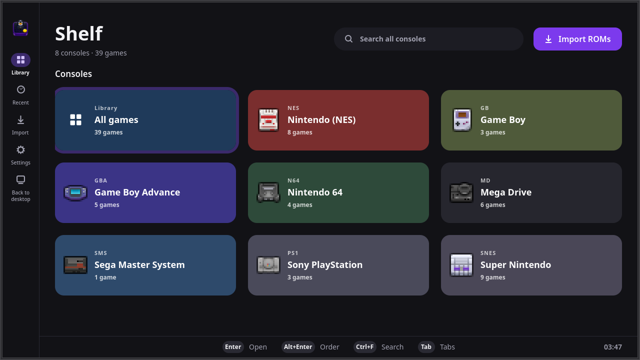 Shelf
8 consoles · 39 games
Search all consoles
Import ROMs
Library
Recent
Import
Settings
Back to
desktop
Consoles
Library
All games
39 games
NES
Nintendo (NES)
8 games
GB
Game Boy
3 games
GBA
Game Boy Advance
5 games
N64
Nintendo 64
4 games
MD
Mega Drive
6 games
SMS
Sega Master System
1 game
PS1
Sony PlayStation
3 games
SNES
Super Nintendo
9 games
Enter Open Alt+Enter Order Ctrl+F Search Tab Tabs
03:47